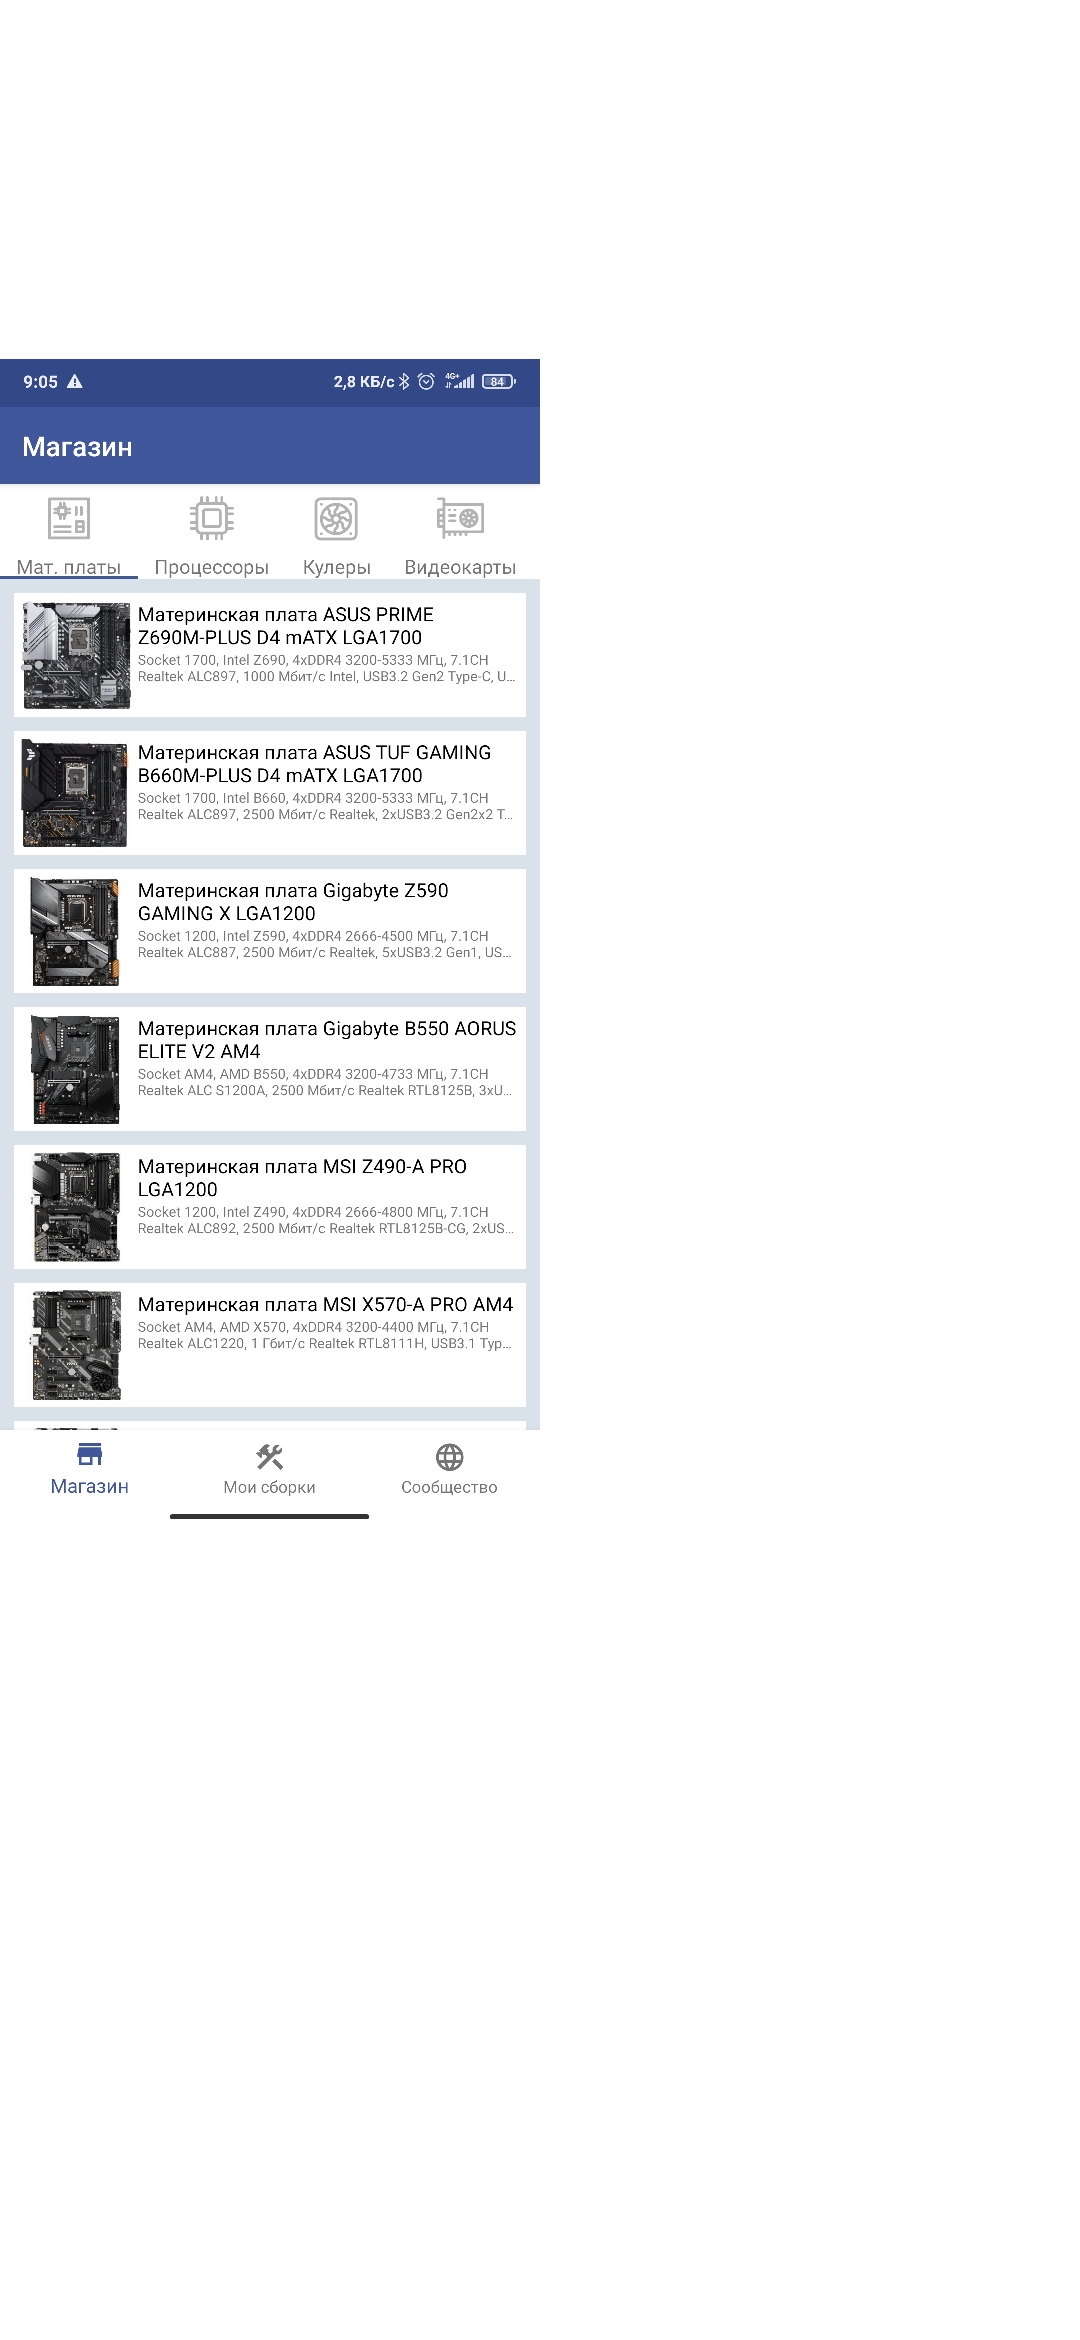 9:05
2,8 КБ/с 4G+ 84
Магазин
Мат. платы Процессоры Кулеры Видеокарты
Материнская плата ASUS PRIME
Z690M-PLUS D4 mATX LGA1700
Socket 1700, Intel Z690, 4xDDR4 3200-5333 МГц, 7.1CH
Realtek ALC897, 1000 Мбит/с Intel, USB3.2 Gen2 Type-C, U...
Материнская плата ASUS TUF GAMING
B660M-PLUS D4 mATX LGA1700
Socket 1700, Intel B660, 4xDDR4 3200-5333 МГц, 7.1CH
Realtek ALC897, 2500 Мбит/с Realtek, 2xUSB3.2 Gen2x2 T...
Материнская плата Gigabyte Z590
GAMING X LGA1200
Socket 1200, Intel Z590, 4xDDR4 2666-4500 МГц, 7.1CH
Realtek ALC887, 2500 Мбит/с Realtek, 5xUSB3.2 Gen1, US...
Материнская плата Gigabyte B550 AORUS
ELITE V2 AM4
Socket AM4, AMD B550, 4xDDR4 3200-4733 МГц, 7.1CH
Realtek ALC S1200A, 2500 Мбит/с Realtek RTL8125B, 3xU...
Материнская плата MSI Z490-A PRO
LGA1200
Socket 1200, Intel Z490, 4xDDR4 2666-4800 МГц, 7.1CH
Realtek ALC892, 2500 Мбит/с Realtek RTL8125B-CG, 2xUS...
Материнская плата MSI X570-A PRO AM4
Socket AM4, AMD X570, 4xDDR4 3200-4400 МГц, 7.1CH
Realtek ALC1220, 1 Гбит/с Realtek RTL8111H, USB3.1 Typ...
Магазин Мои сборки Сообщество